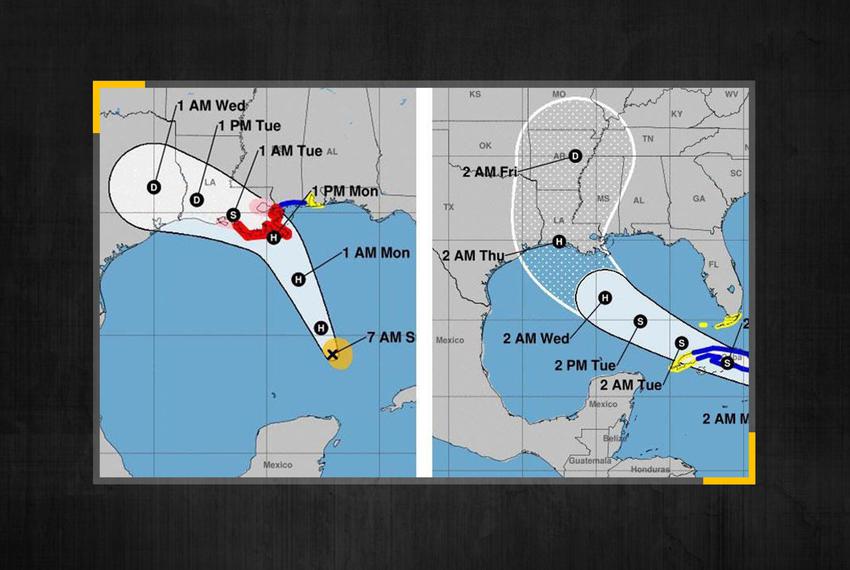 1 AM Wed
1 PM Tue
1 AM Tue
AL
LA
D
D
S
1 PM Mon
H
1 AM Mon
H
H
7 AM S
Mexico
KS
MO
WV
KY
OK
TN
AR
D
2 AM Fri
SC
TX
MS
AL
GA
LA
H
2 AM Thu
FL
H
S
2 AM Wed
Mexico
S
2
2 PM Tue
S
2 AM Tue
Mexico
2 AM M
Belize
Guatemala
Honduras